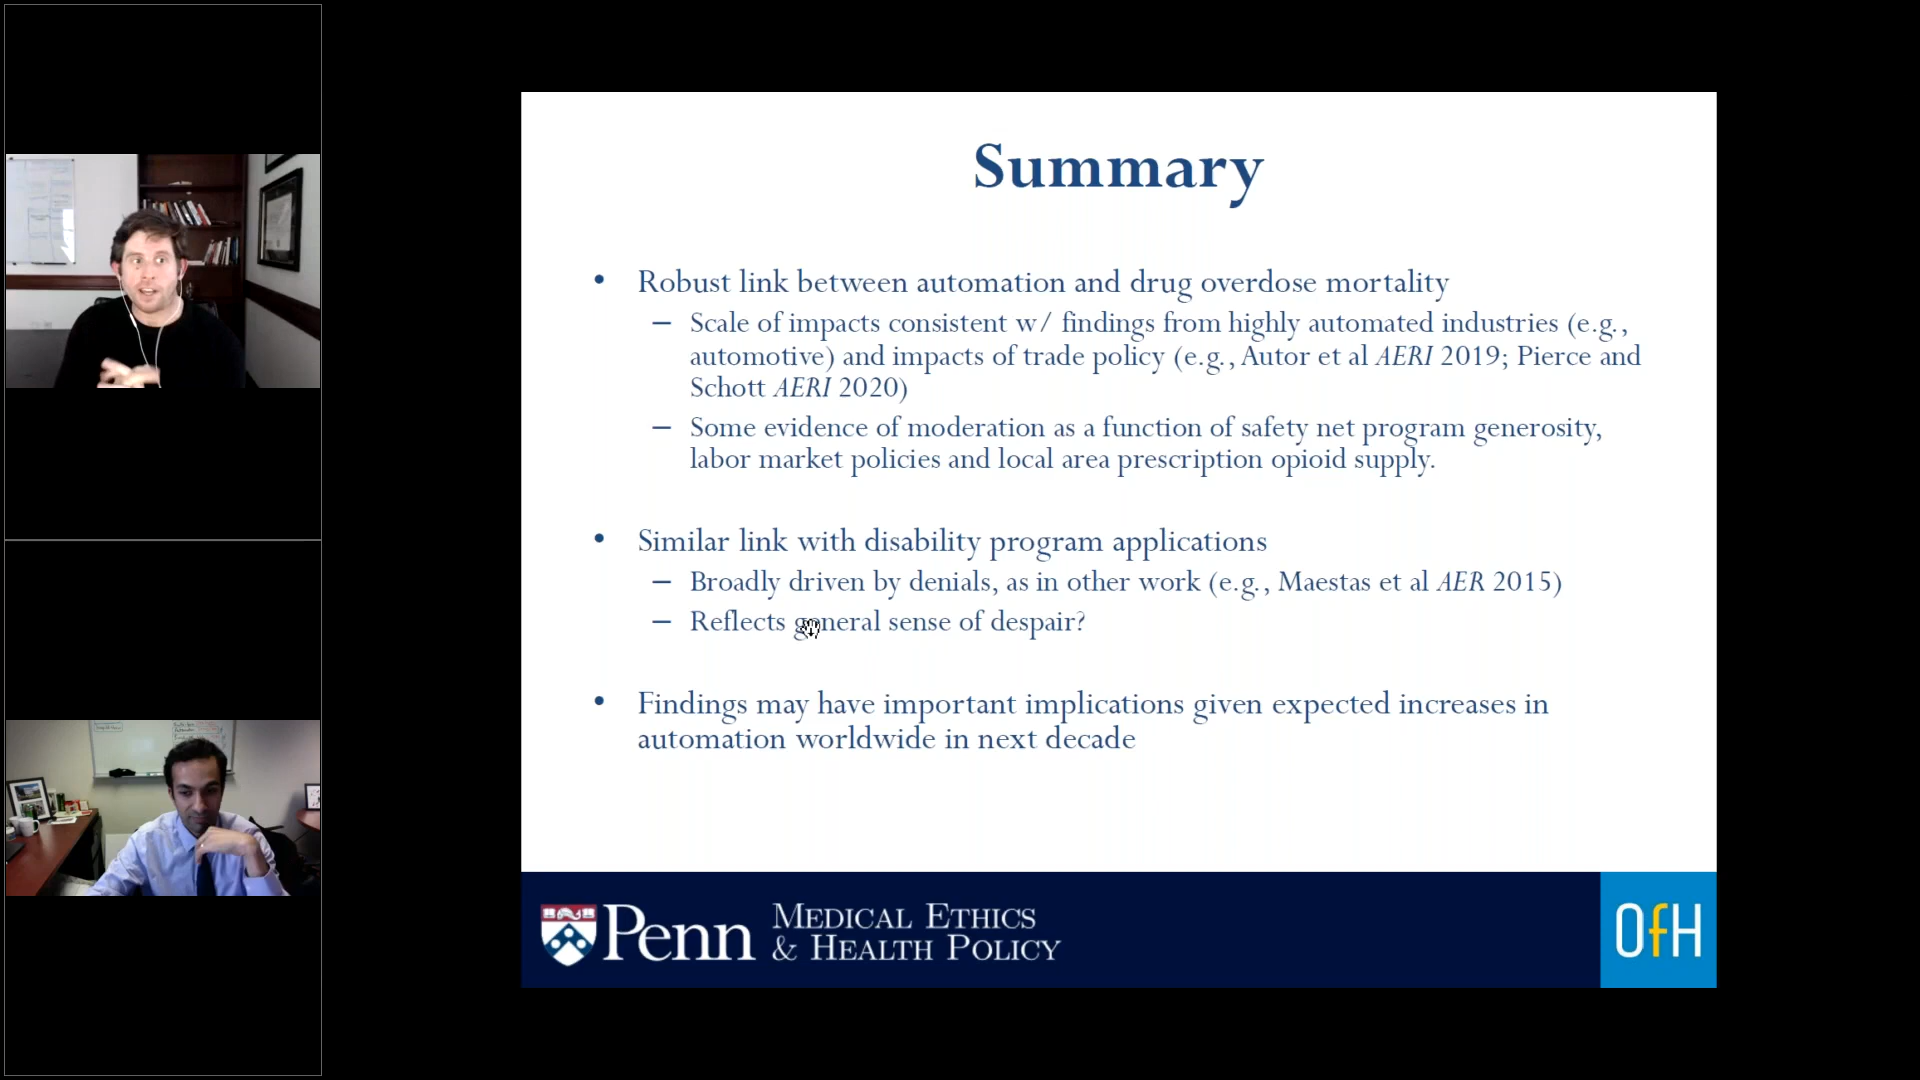 Summary
• Robust link between automation and drug overdose mortality
– Scale of impacts consistent w/ findings from highly automated industries (e.g.,
automotive) and impacts of trade policy (e.g., Autor et al AERI 2019; Pierce and
Schott AERI 2020)
– Some evidence of moderation as a function of safety net program generosity,
labor market policies and local area prescription opioid supply.
• Similar link with disability program applications
– Broadly driven by denials, as in other work (e.g., Maestas et al AER 2015)
– Reflects general sense of despair?
• Findings may have important implications given expected increases in
automation worldwide in next decade
Penn
MEDICAL ETHICS
& HEALTH POLICY
OfH